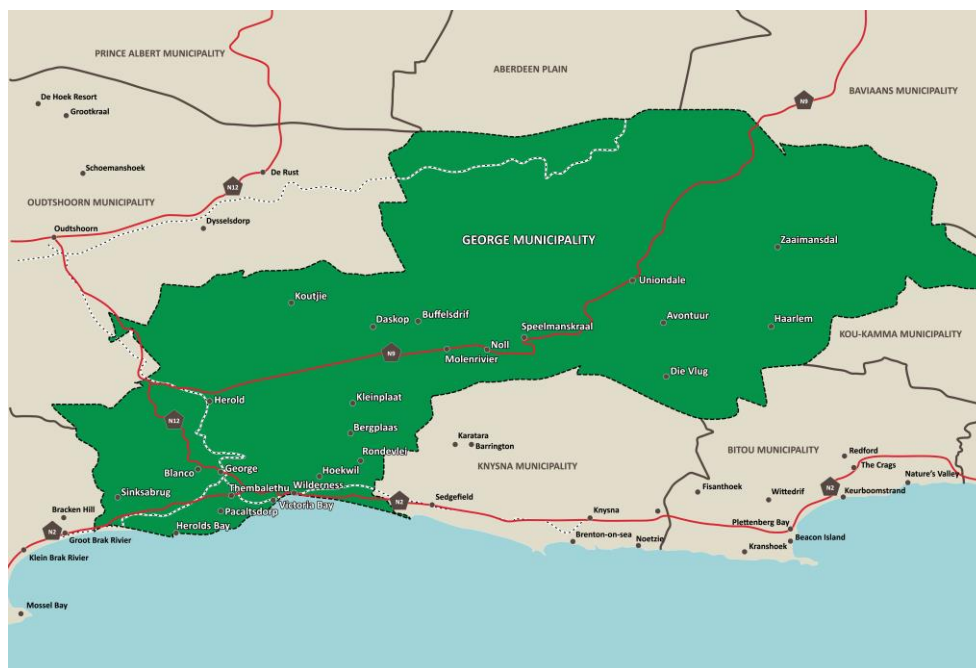 PRINCE ALBERT MUNICIPALITY
ABERDEEN PLAIN
BAVIAANS MUNICIPALITY
N9
De Hoek Resort
Grootkraal
Schoemanshoek
De Rust
N12
OUDTSHOORN MUNICIPALITY
Dysselsdorp
Oudtshoorn
GEORGE MUNICIPALITY
Zaaimansdal
Uniondale
Koutjie
Daskop
Buffelsdrif
Speelmanskraal
Avontuur
Haarlem
KOU-KAMMA MUNICIPALITY
N9
Molenrivier
Noll
Die Vlug
Herold
Kleinplaat
N12
Bergplaas
Karatara
Barrington
KNYSNA MUNICIPALITY
BITOU MUNICIPALITY
Redford
The Crags
Nature's Valley
Rondevlei
Blanco
George
Hoekwil
Wilderness
Thembalethu
Victoria Bay
Sinksabrug
Pacaltsdorp
Herolds Bay
N2
Sedgefield
Fisanthoek
Wittedrif
N2
Keurboomstrand
Bracken Hill
N2
Groot Brak Rivier
Klein Brak Rivier
Knysna
Plettenberg Bay
Beacon Island
Brenton-on-sea
Noetzie
Kranshoek
Mossel Bay